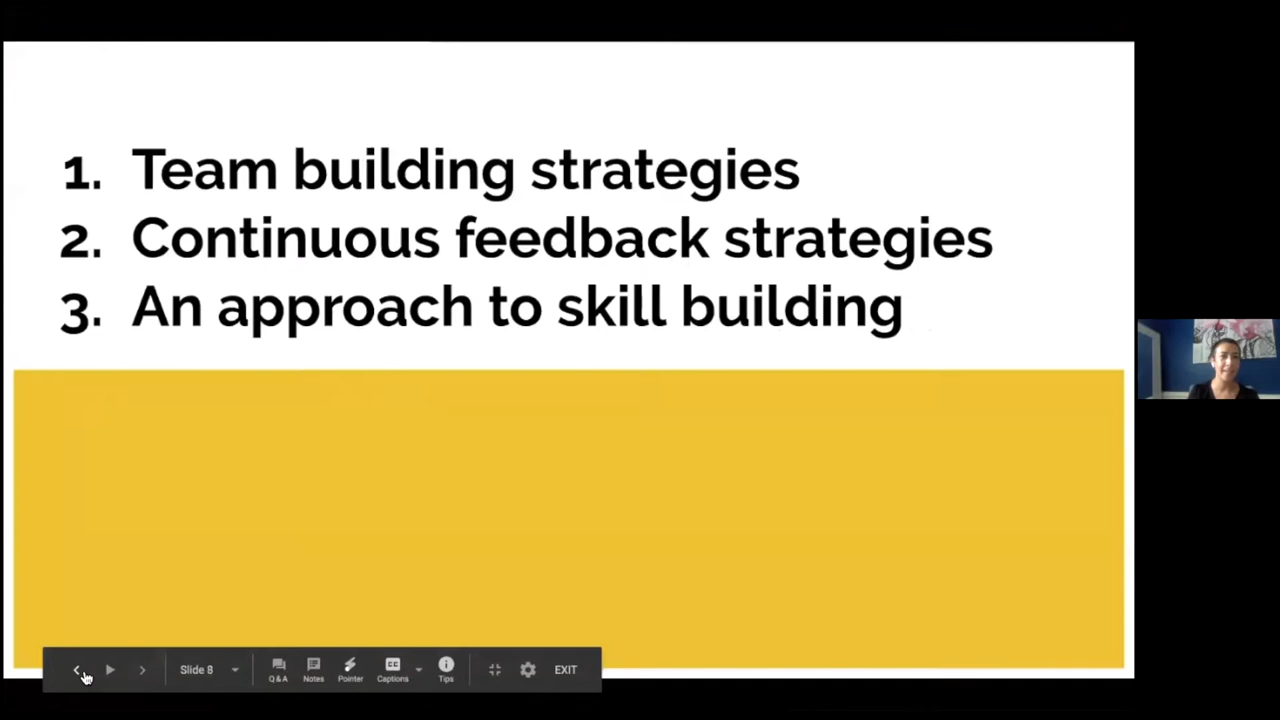 1. Team building strategies
2. Continuous feedback strategies
3. An approach to skill building
Slide 8
Q & A
Notes
Pointer
CC
Captions
Tips
EXIT